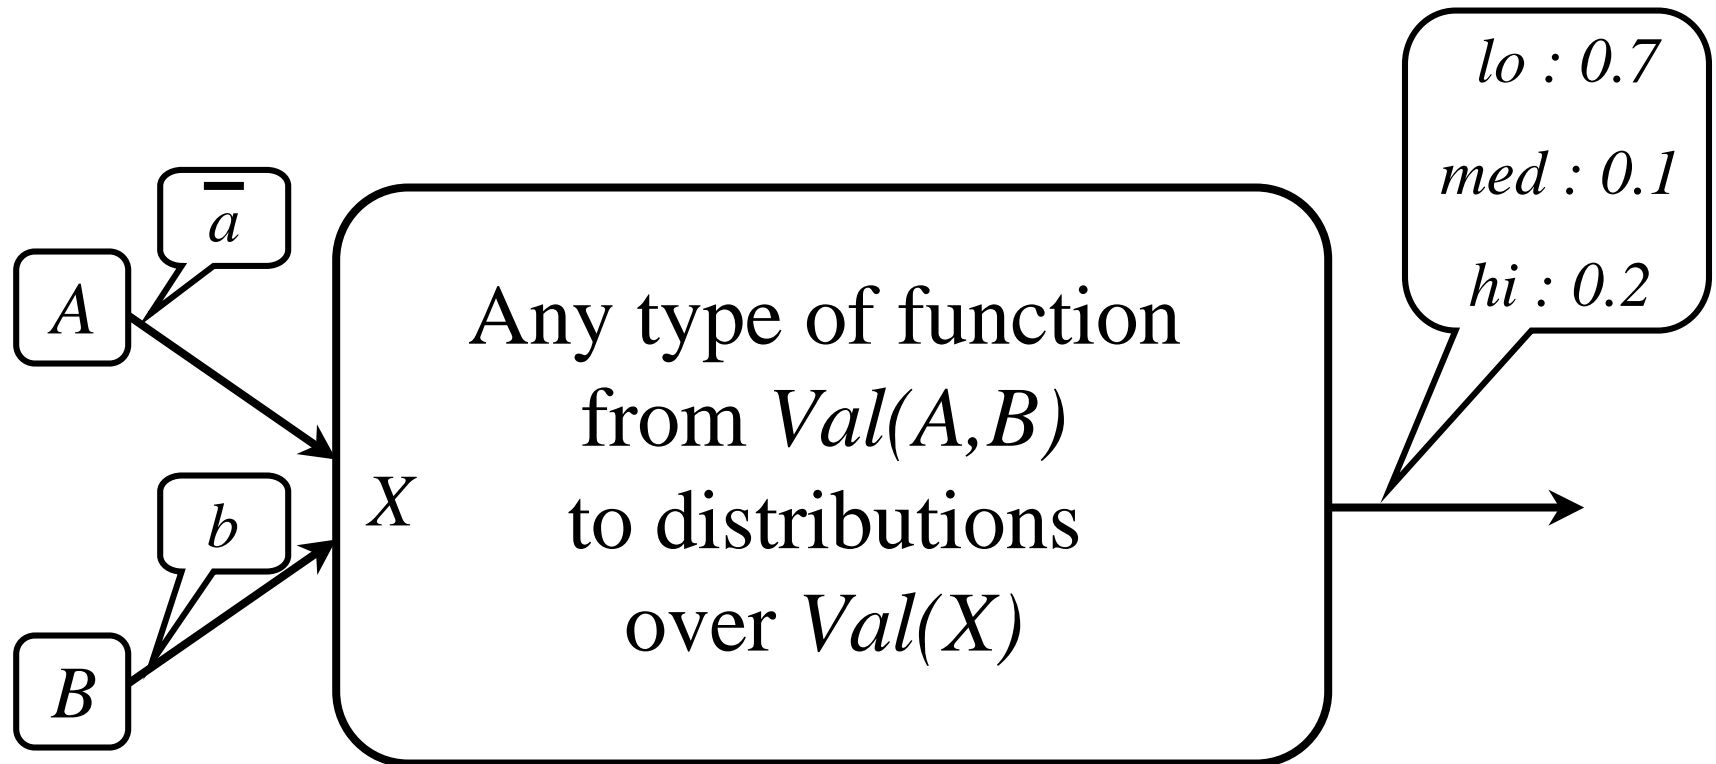 lo : 0.7
med : 0.1
hi : 0.2
a̅
A
Any type of function
from Val(A,B)
X
to distributions
over Val(X)
b
B